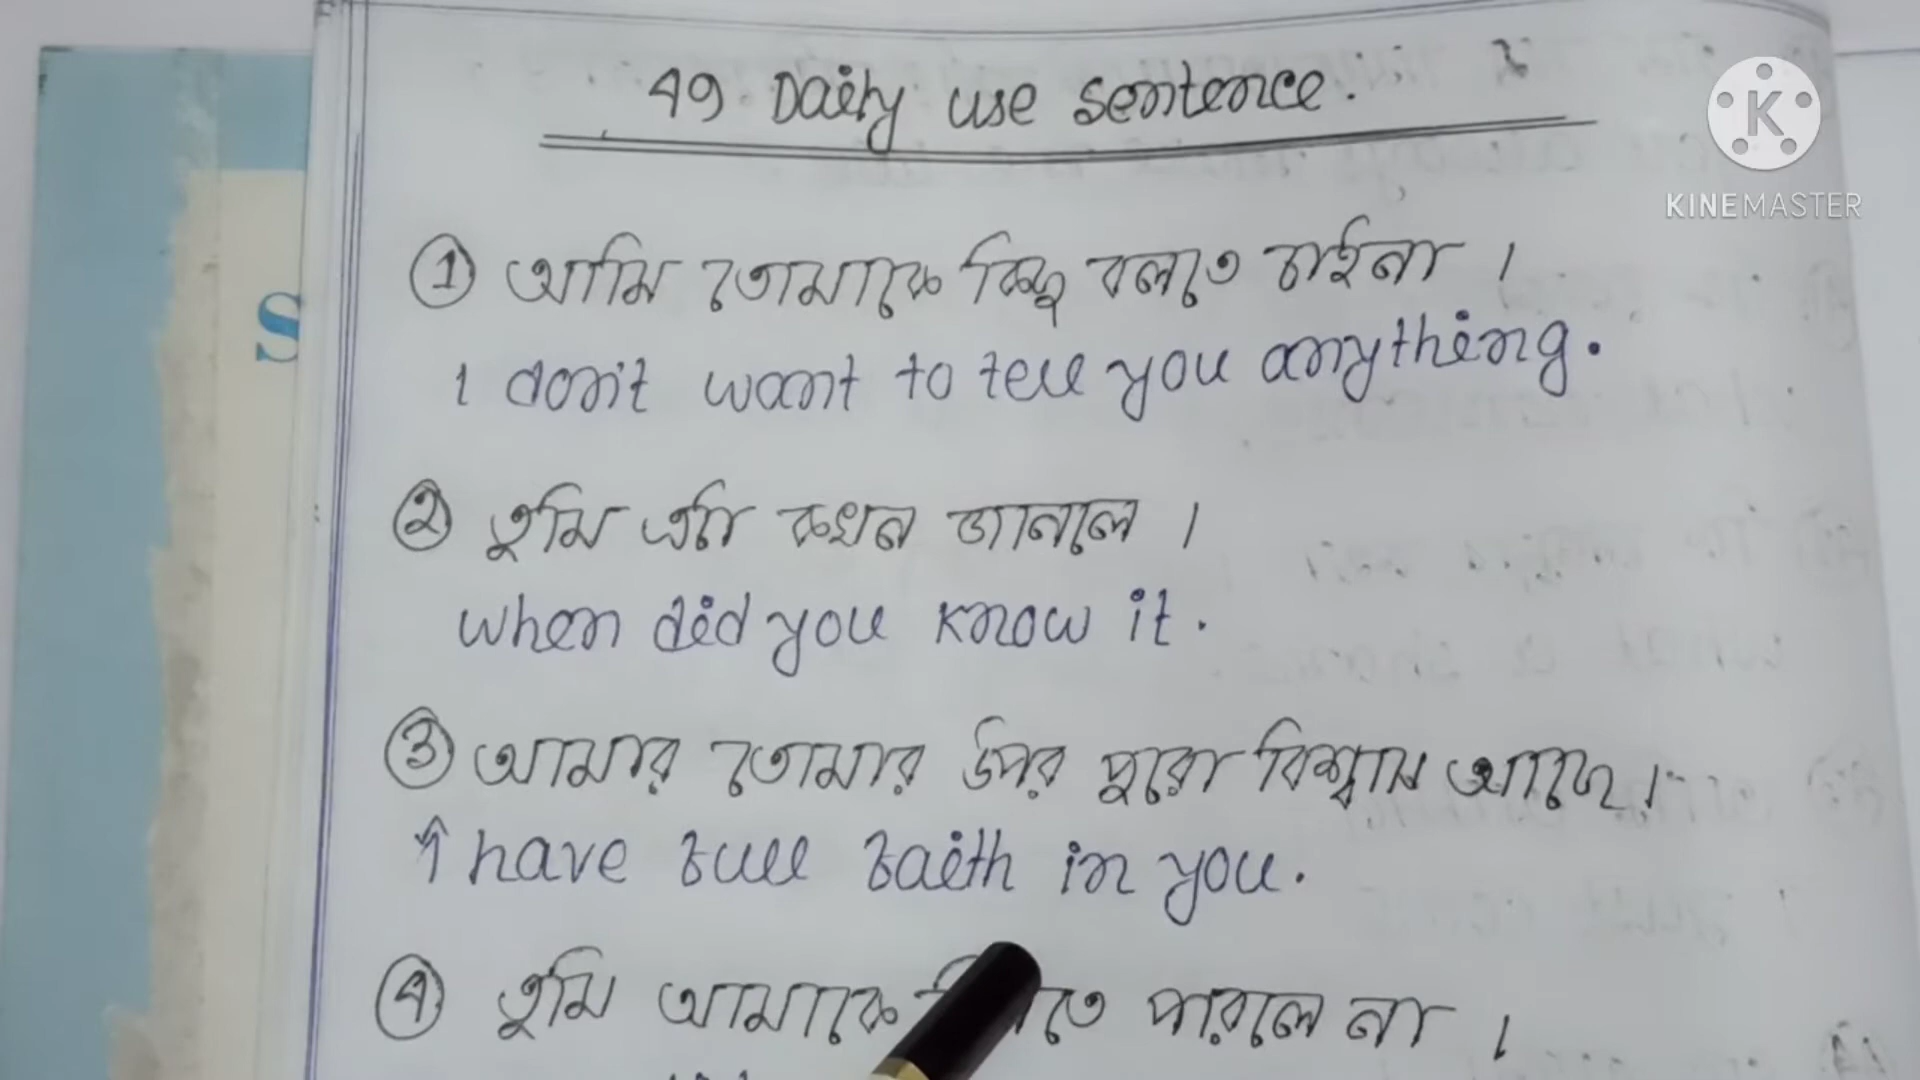 49 Daily use sentence.
K
KINEMASTER
S
① আমি তোমাকে কিছু বলতে চাইনা ।
I don't want to tell you anything.
② তুমি এটা কখন জানলে ।
when did you know it.
③ আমার তোমার উপর পুরো বিশ্বাস আছে ।
I have full faith in you.
④ তুমি আমাকে পারলে না ।